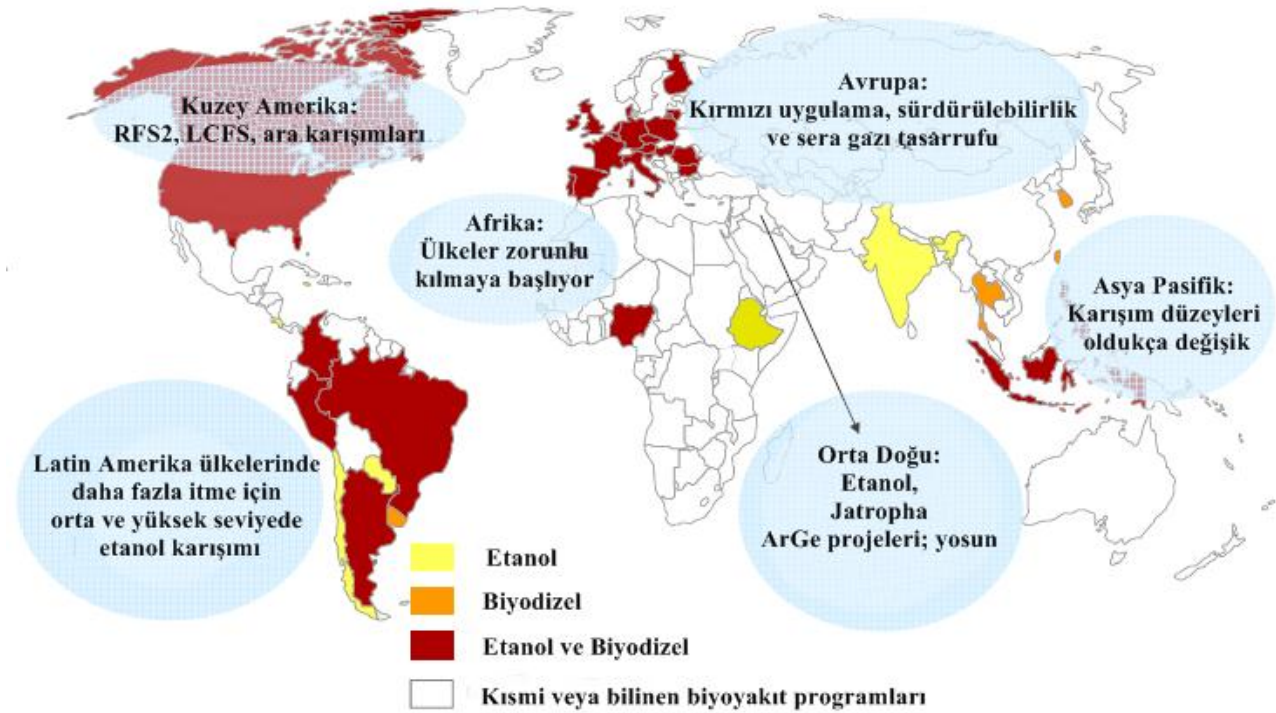 Kuzey Amerika:
RFS2, LCFS, ara karışımları
Avrupa:
Kırmızı uygulama, sürdürülebilirlik
ve sera gazı tasarrufu
Afrika:
Ülkeler zorunlu
kılmaya başlıyor
Asya Pasifik:
Karışım düzeyleri
oldukça değişik
Latin Amerika ülkelerinde
daha fazla itme için
orta ve yüksek seviyede
etanol karışımı
Orta Doğu:
Etanol,
Jatropha
ArGe projeleri; yosun
Etanol
Biyodizel
Etanol ve Biyodizel
Kısmi veya bilinen biyoyakıt programları